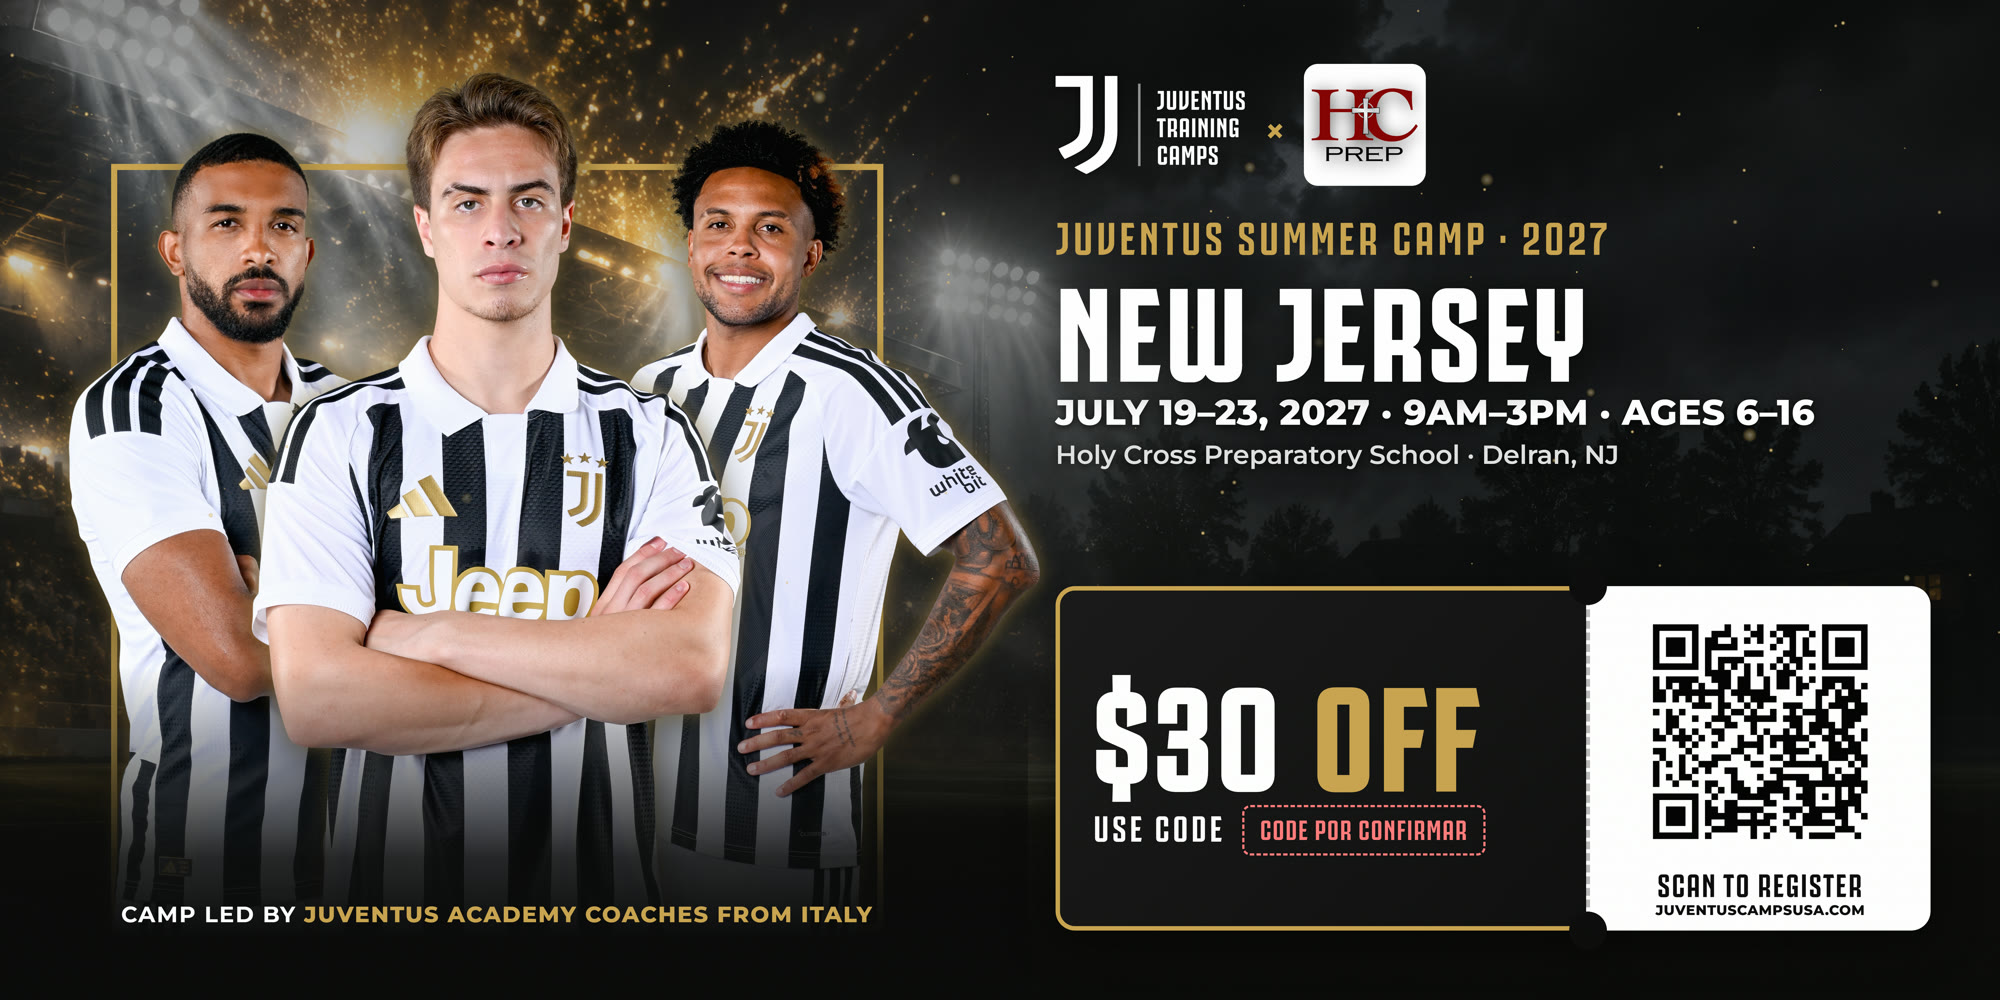 JUVENTUS
TRAINING
CAMPS
×
HC
PREP
JUVENTUS SUMMER CAMP · 2027
NEW JERSEY
JULY 19–23, 2027 • 9AM–3PM • AGES 6–16
Holy Cross Preparatory School · Delran, NJ
white
bit
Jeep
$30 OFF
USE CODE CODE POR CONFIRMAR
SCAN TO REGISTER
JUVENTUSCAMPSUSA.COM
CAMP LED BY JUVENTUS ACADEMY COACHES FROM ITALY